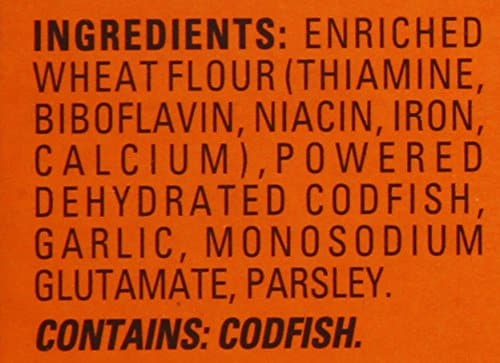 INGREDIENTS: ENRICHED
WHEAT FLOUR (THIAMINE,
BIBOFLAVIN, NIACIN, IRON,
CALCIUM), POWERED
DEHYDRATED CODFISH,
GARLIC, MONOSODIUM
GLUTAMATE, PARSLEY.
CONTAINS: CODFISH.